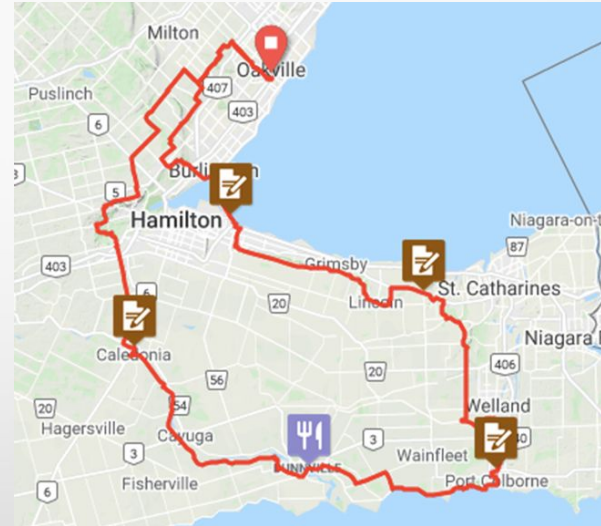 Milton
Oakville
407
Puslinch
403
6
5
Hamilton
Niagara-on-
87
Grimsby
403
6
20
Lincoln
St. Catharines
Niagara
406
Caledonia
20
56
54
Welland
20
Hagersville
Cayuga
3
3
Wainfleet
DUNNVILLE
Fisherville
Port Colborne
6